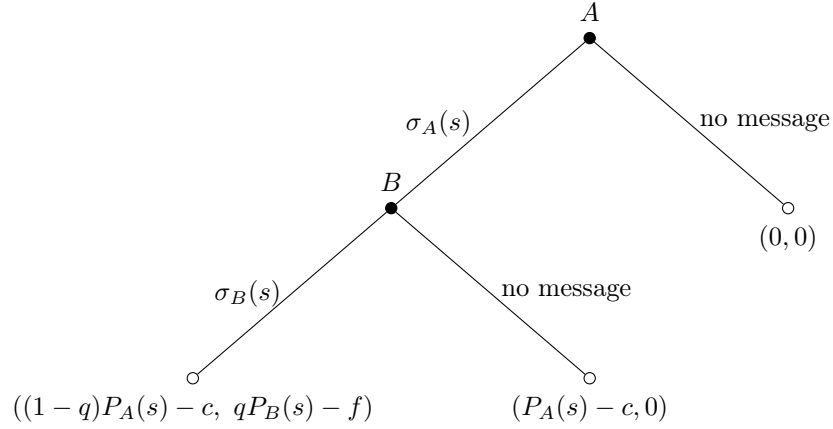 A
σ_A(s)
no message
B
(0, 0)
σ_B(s)
no message
((1 − q)P_A(s) − c, qP_B(s) − f)
(P_A(s) − c, 0)